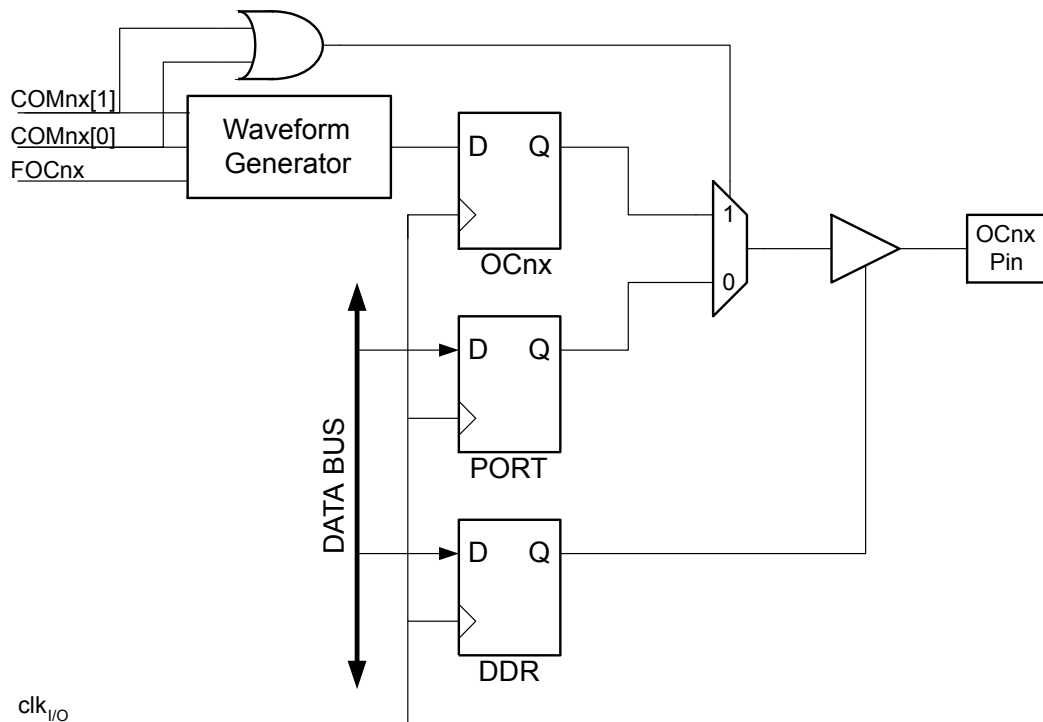 COMnx[1]
COMnx[0]
FOCnx
Waveform
Generator
D Q
OCnx
1
0
OCnx
Pin
D Q
PORT
DATA BUS
D Q
DDR
clkI/O